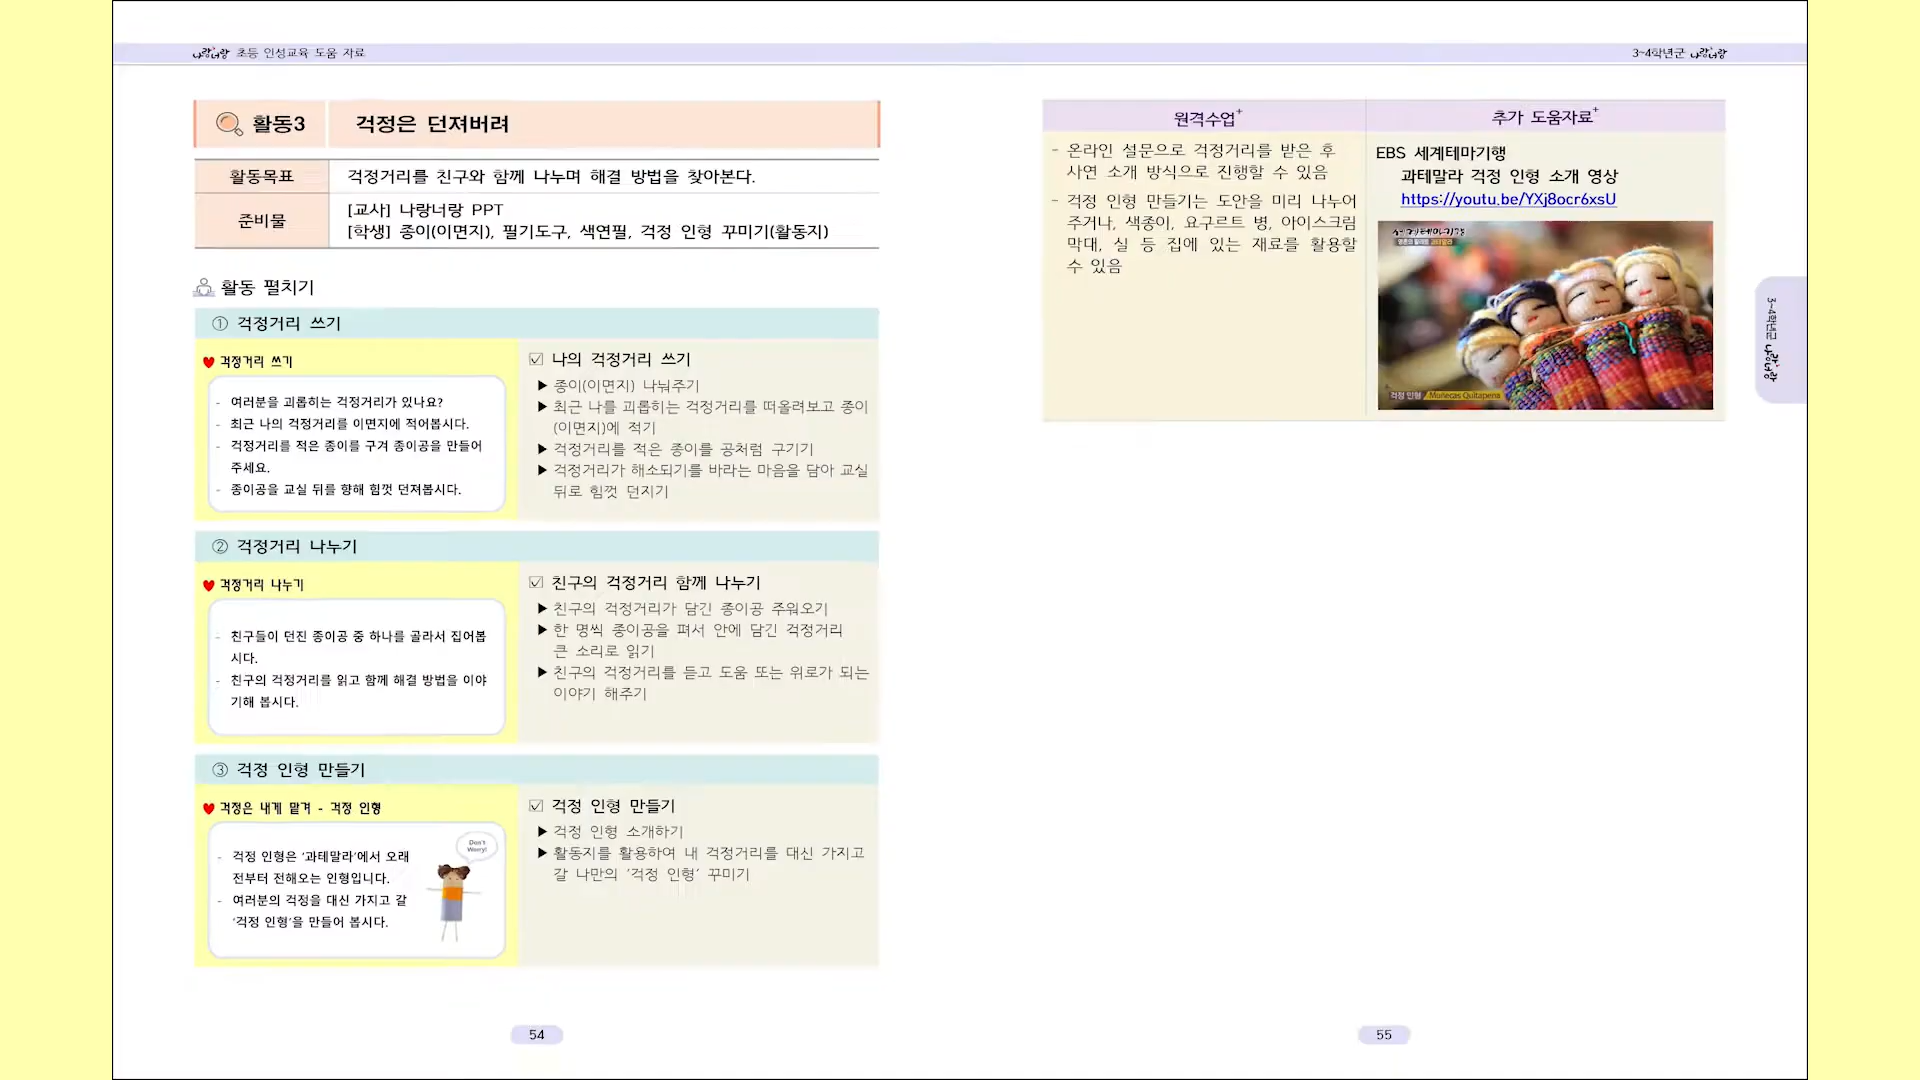 나랑너랑 초등 인성교육 도움 자료
3~4학년군 나랑너랑
활동3
걱정은 던져버려
활동목표
걱정거리를 친구와 함께 나누며 해결 방법을 찾아본다.
준비물
[교사] 나랑너랑 PPT
[학생] 종이(이면지), 필기도구, 색연필, 걱정 인형 꾸미기(활동지)
활동 펼치기
① 걱정거리 쓰기
♥ 걱정거리 쓰기
- 여러분을 괴롭히는 걱정거리가 있나요?
- 최근 나의 걱정거리를 이면지에 적어봅시다.
- 걱정거리를 적은 종이를 구겨 종이공을 만들어
주세요.
- 종이공을 교실 뒤를 향해 힘껏 던져봅시다.
☑ 나의 걱정거리 쓰기
▶ 종이(이면지) 나눠주기
▶ 최근 나를 괴롭히는 걱정거리를 떠올려보고 종이
(이면지)에 적기
▶ 걱정거리를 적은 종이를 공처럼 구기기
▶ 걱정거리가 해소되기를 바라는 마음을 담아 교실
뒤로 힘껏 던지기
② 걱정거리 나누기
♥ 걱정거리 나누기
- 친구들이 던진 종이공 중 하나를 골라서 집어봅
시다.
- 친구의 걱정거리를 읽고 함께 해결 방법을 이야
기해 봅시다.
☑ 친구의 걱정거리 함께 나누기
▶ 친구의 걱정거리가 담긴 종이공 주워오기
▶ 한 명씩 종이공을 펴서 안에 담긴 걱정거리
큰 소리로 읽기
▶ 친구의 걱정거리를 듣고 도움 또는 위로가 되는
이야기 해주기
③ 걱정 인형 만들기
♥ 걱정은 내게 맡겨 - 걱정 인형
- 걱정 인형은 '과테말라'에서 오래
전부터 전해오는 인형입니다.
- 여러분의 걱정을 대신 가지고 갈
'걱정 인형'을 만들어 봅시다.
Don't
Worry!
☑ 걱정 인형 만들기
▶ 걱정 인형 소개하기
▶ 활동지를 활용하여 내 걱정거리를 대신 가지고
갈 나만의 '걱정 인형' 꾸미기
54
원격수업+
- 온라인 설문으로 걱정거리를 받은 후
사연 소개 방식으로 진행할 수 있음
- 걱정 인형 만들기는 도안을 미리 나누어
주거나, 색종이, 요구르트 병, 아이스크림
막대, 실 등 집에 있는 재료를 활용할
수 있음
추가 도움자료+
EBS 세계테마기행
과테말라 걱정 인형 소개 영상
https://youtu.be/YXj8ocr6xsU
세계테마기행
걱정 인형 / Muñecas Quitapena
3~4학년군 나랑너랑
55